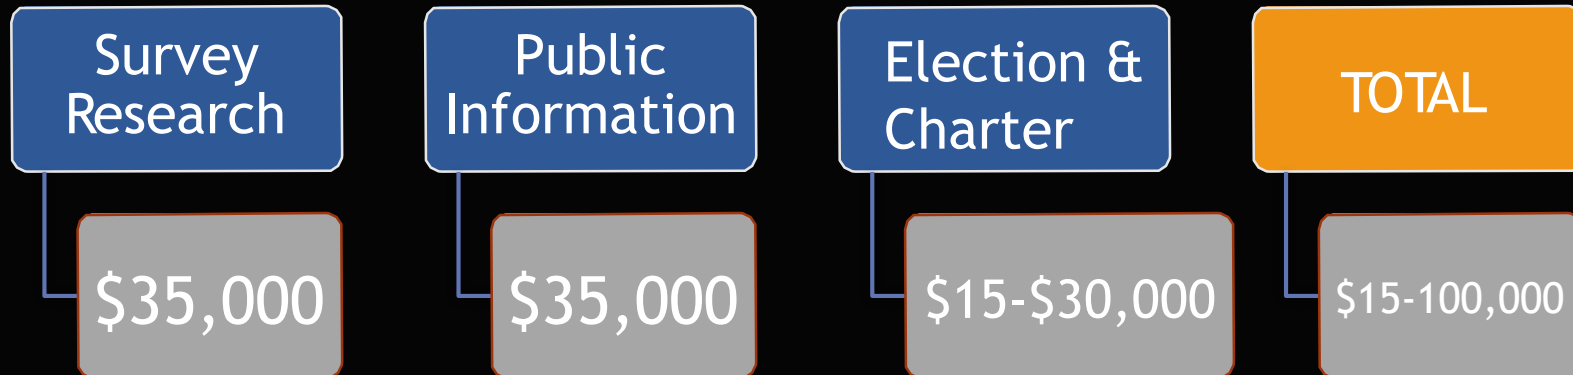 Survey
Research
$35,000
Public
Information
$35,000
Election &
Charter
$15-$30,000
TOTAL
$15-100,000